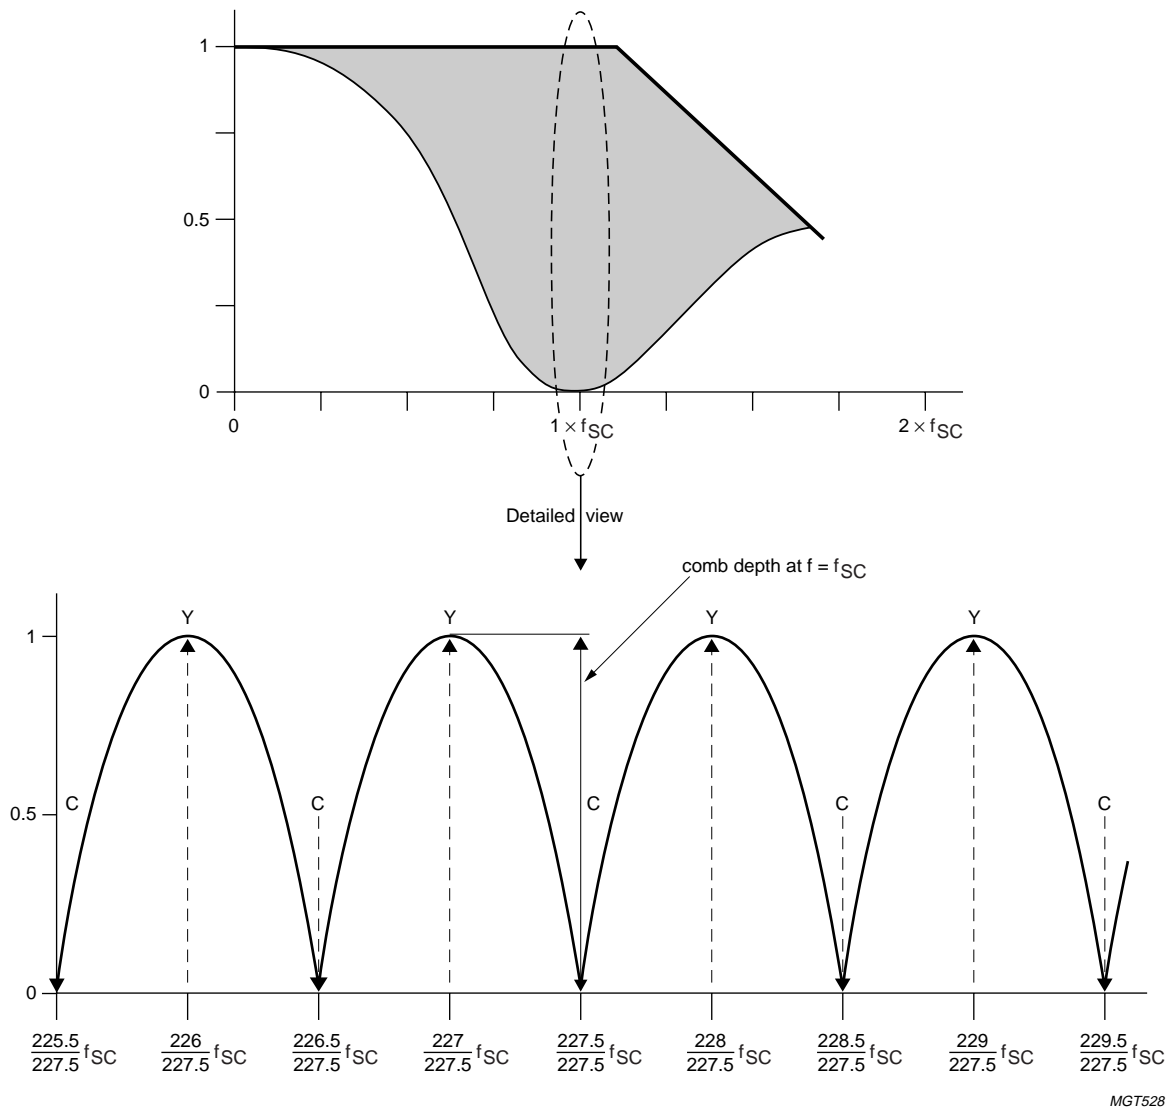 1
0.5
0
0
1 × fSC
2 × fSC
Detailed view
comb depth at f = fSC
Y
Y
Y
Y
1
C
C
C
C
C
0.5
0
225.5/227.5 fSC
226/227.5 fSC
226.5/227.5 fSC
227/227.5 fSC
227.5/227.5 fSC
228/227.5 fSC
228.5/227.5 fSC
229/227.5 fSC
229.5/227.5 fSC
MGT528